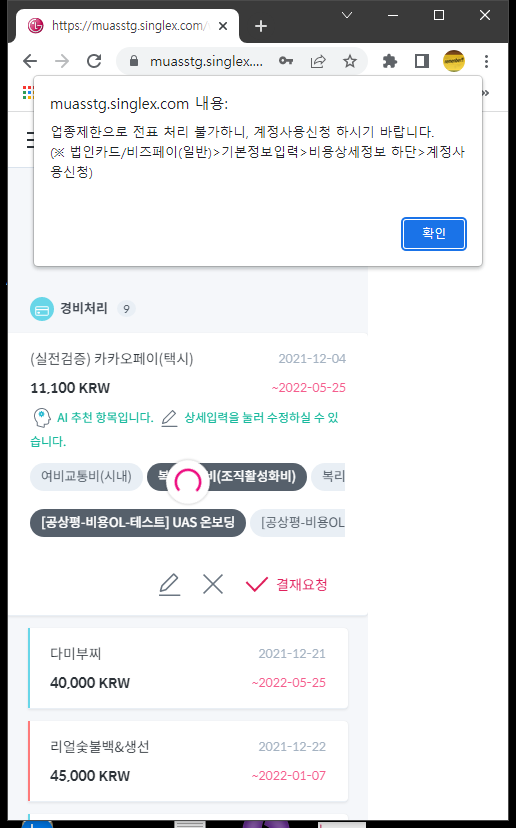 https://muasstg.singlex.com/
muasstg.singlex....
muasstg.singlex.com 내용:
업종제한으로 전표 처리 불가하니, 계정사용신청 하시기 바랍니다.
(※ 법인카드/비즈페이(일반)>기본정보입력>비용상세정보 하단>계정사
용신청)
확인
경비처리 9
(실전검증) 카카오페이(택시) 2021-12-04
11,100 KRW ~2022-05-25
AI 추천 항목입니다. 상세입력을 눌러 수정하실 수 있
습니다.
여비교통비(시내) 복 비(조직활성화비) 복리
[공상평-비용OL-테스트] UAS 온보딩 [공상평-비용OL
결재요청
다미부찌 2021-12-21
40,000 KRW ~2022-05-25
리얼숯불백&생선 2021-12-22
45,000 KRW ~2022-01-07